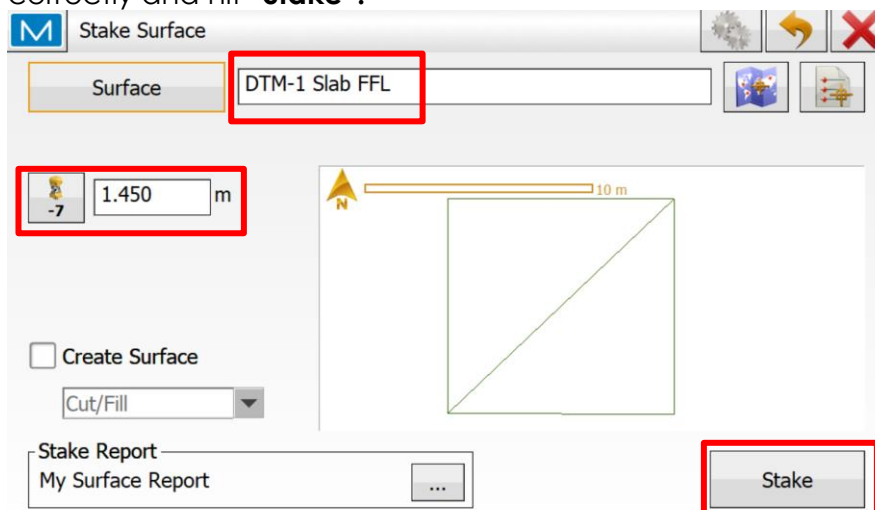 Stake Surface
Surface DTM-1 Slab FFL
-7 1.450 m
N 10 m
Create Surface
Cut/Fill
Stake Report
My Surface Report ... Stake